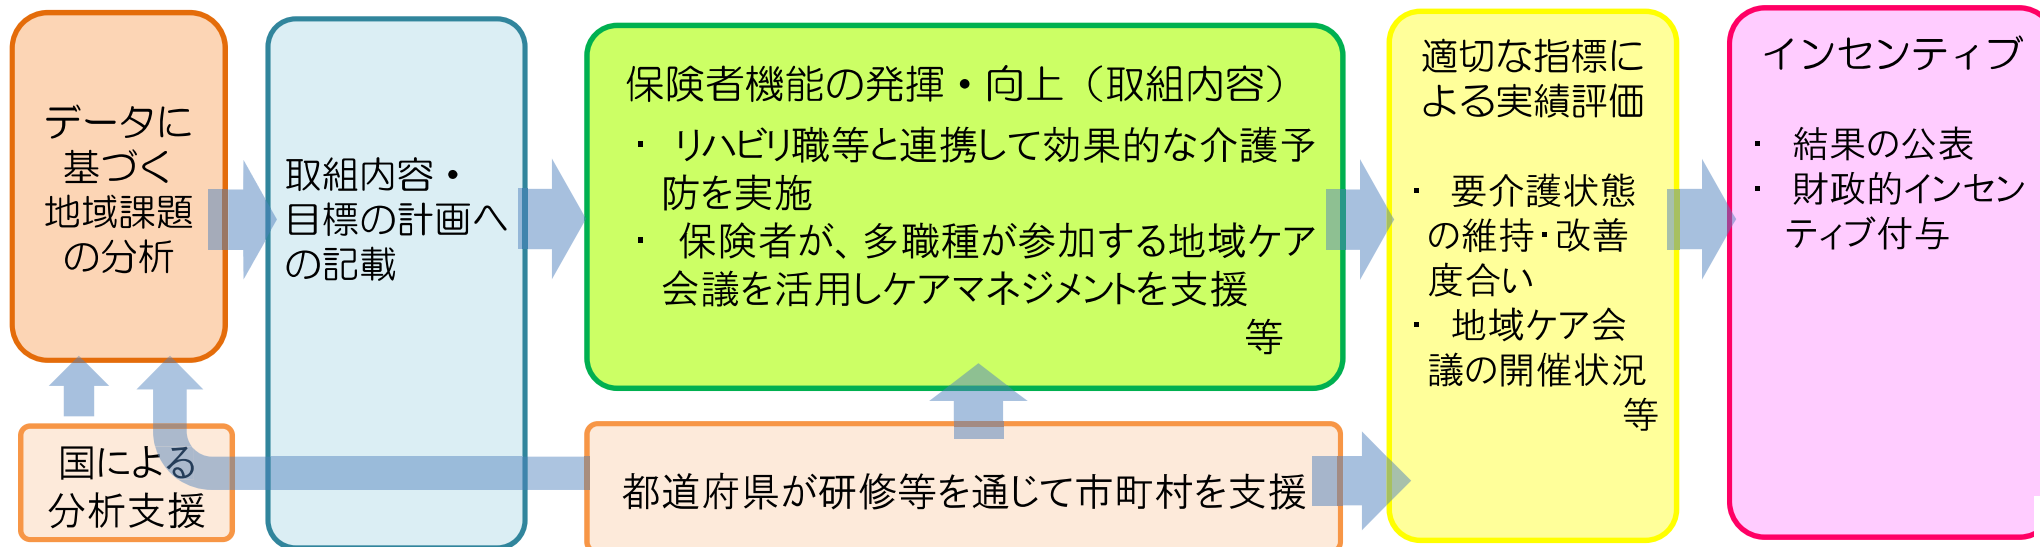 データに
基づく
地域課題
の分析
取組内容・
目標の計画へ
の記載
保険者機能の発揮・向上（取組内容）
・ リハビリ職等と連携して効果的な介護予
防を実施
・ 保険者が、多職種が参加する地域ケア
会議を活用しケアマネジメントを支援
等
適切な指標に
よる実績評価
・ 要介護状態
の維持・改善
度合い
・ 地域ケア会
議の開催状況
等
インセンティブ
・ 結果の公表
・ 財政的インセン
ティブ付与
国による
分析支援
都道府県が研修等を通じて市町村を支援